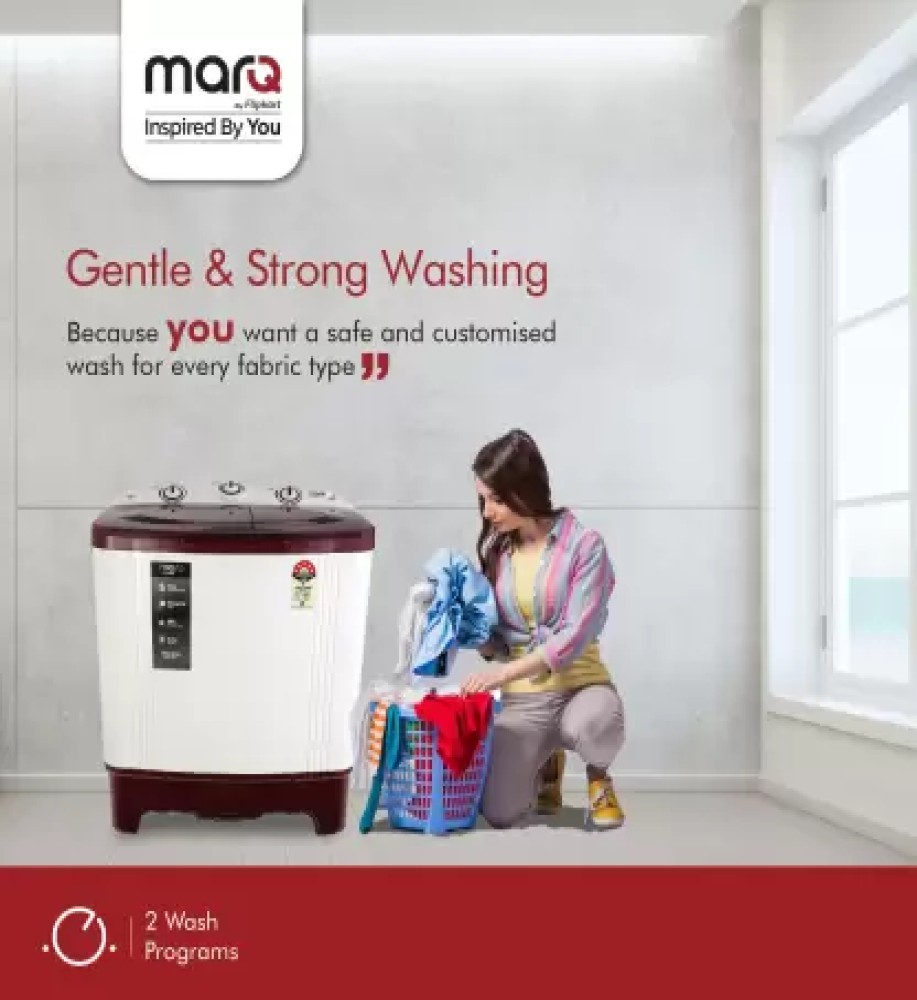 marQ
by Flipkart
Inspired By You
Gentle & Strong Washing
Because you want a safe and customised
wash for every fabric type ”
2 Wash
Programs